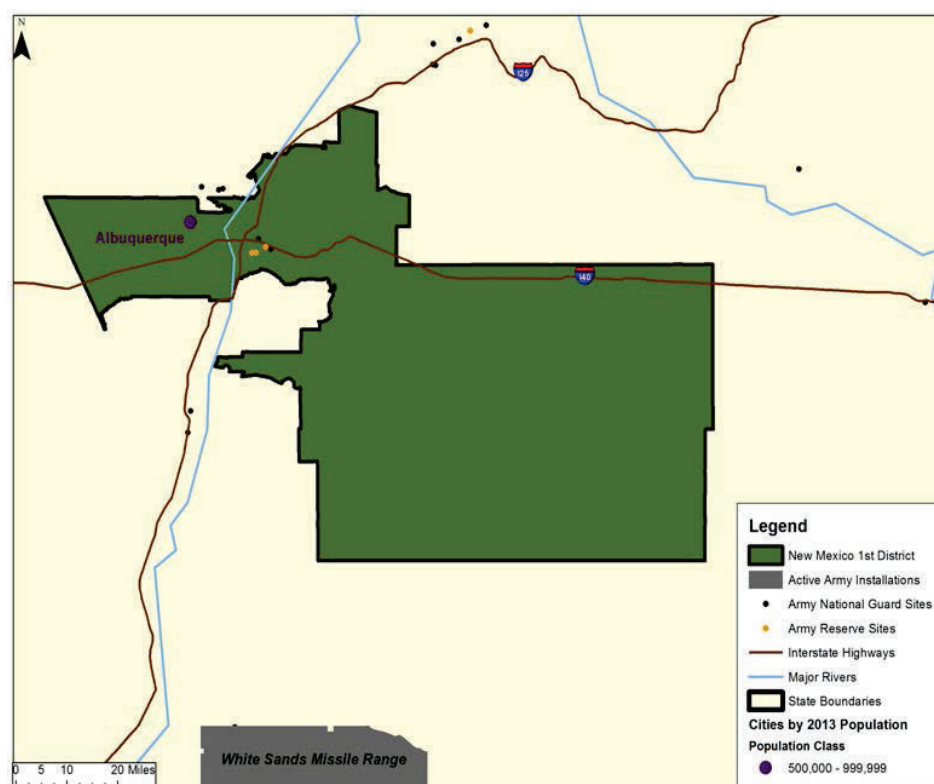 N
I25
Albuquerque
I40
Legend
New Mexico 1st District
Active Army Installations
Army National Guard Sites
Army Reserve Sites
Interstate Highways
Major Rivers
State Boundaries
Cities by 2013 Population
Population Class
500,000 - 999,999
White Sands Missile Range
0 5 10 20 Miles